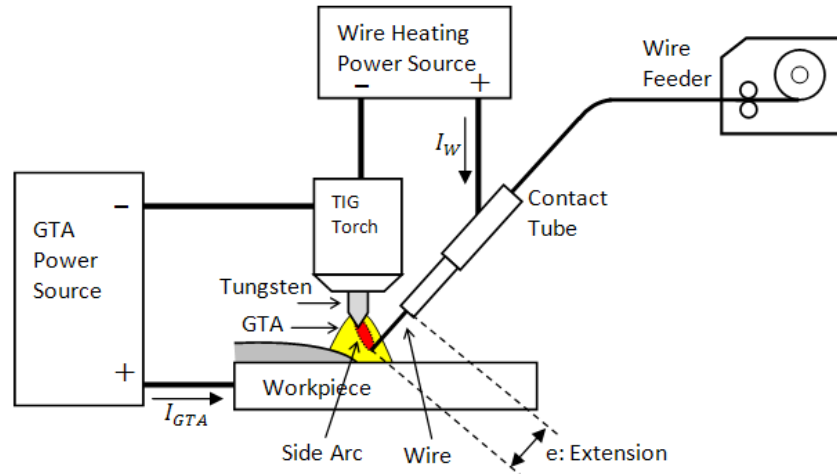 Wire Heating
Power Source
−
+
Wire
Feeder
I_W
Contact
Tube
TIG
Torch
−
GTA
Power
Source
+
Tungsten
GTA
Workpiece
I_GTA
Side Arc
Wire
e: Extension